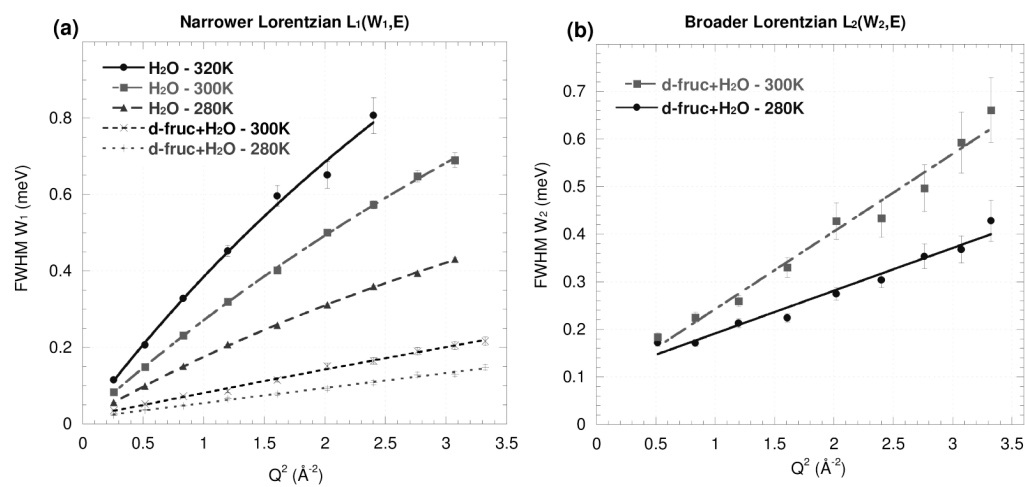 (a)
Narrower Lorentzian L₁(W₁,E)
1
H₂O - 320K
H₂O - 300K
H₂O - 280K
d-fruc+H₂O - 300K
d-fruc+H₂O - 280K
0.8
0.6
0.4
0.2
0
FWHM W₁ (meV)
0 0.5 1 1.5 2 2.5 3 3.5
Q² (Å⁻²)
(b)
Broader Lorentzian L₂(W₂,E)
d-fruc+H₂O - 300K
d-fruc+H₂O - 280K
0.7
0.6
0.5
0.4
0.3
0.2
0.1
0
FWHM W₂ (meV)
0 0.5 1 1.5 2 2.5 3 3.5
Q² (Å⁻²)